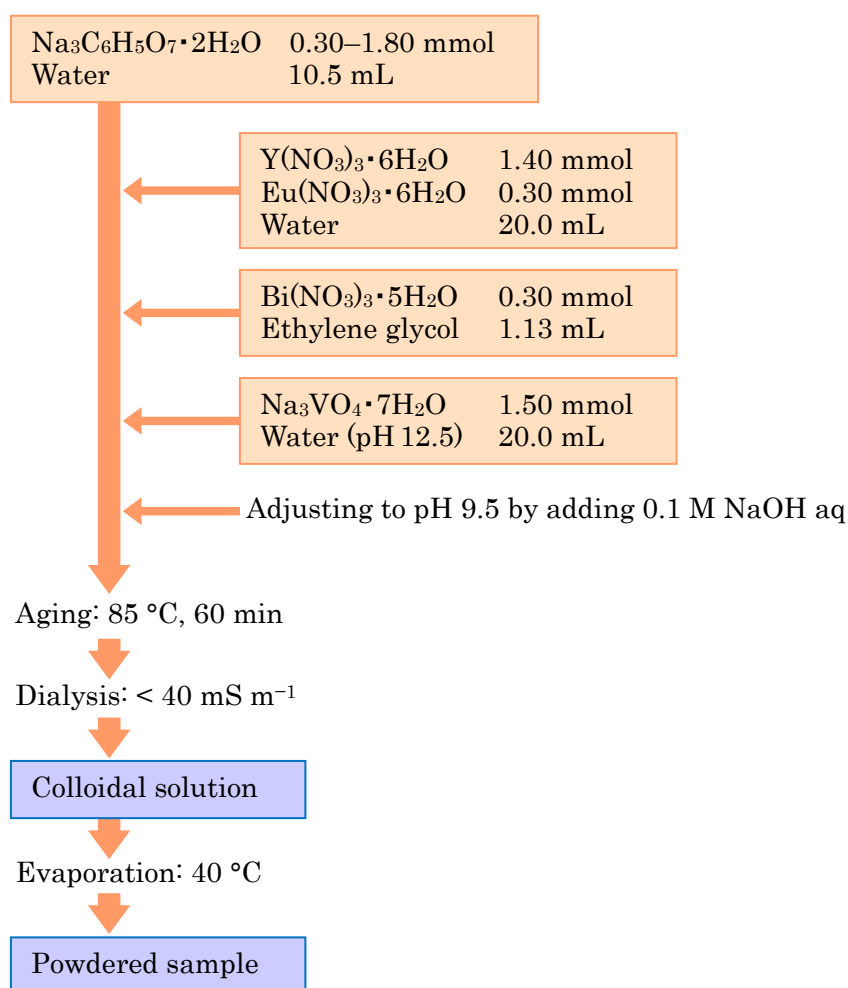 Na₃C₆H₅O₇・2H₂O 0.30–1.80 mmol
Water 10.5 mL
Y(NO₃)₃・6H₂O 1.40 mmol
Eu(NO₃)₃・6H₂O 0.30 mmol
Water 20.0 mL
Bi(NO₃)₃・5H₂O 0.30 mmol
Ethylene glycol 1.13 mL
Na₃VO₄・7H₂O 1.50 mmol
Water (pH 12.5) 20.0 mL
Adjusting to pH 9.5 by adding 0.1 M NaOH aq
Aging: 85 °C, 60 min
Dialysis: < 40 mS m⁻¹
Colloidal solution
Evaporation: 40 °C
Powdered sample